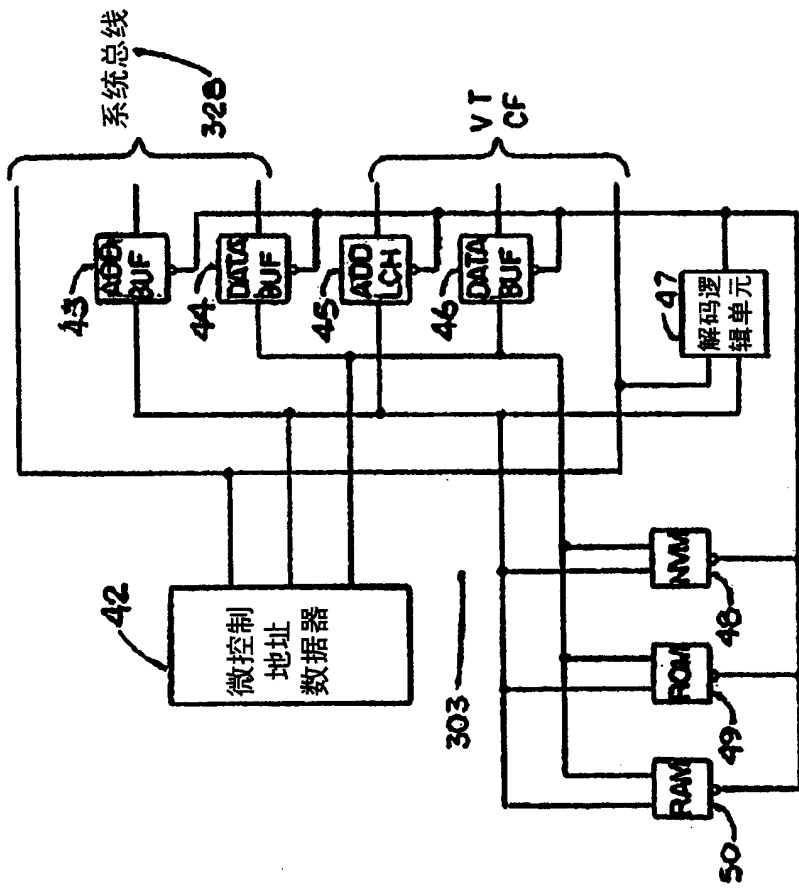 系统总线
328
43
ADD
BUF
44
DATA
BUF
45
ADD
LCH
46
DATA
BUF
V T
CF
47
解码逻
辑单元
42
微控制
地址
数据器
303
NVM
48
ROM
49
RAM
50